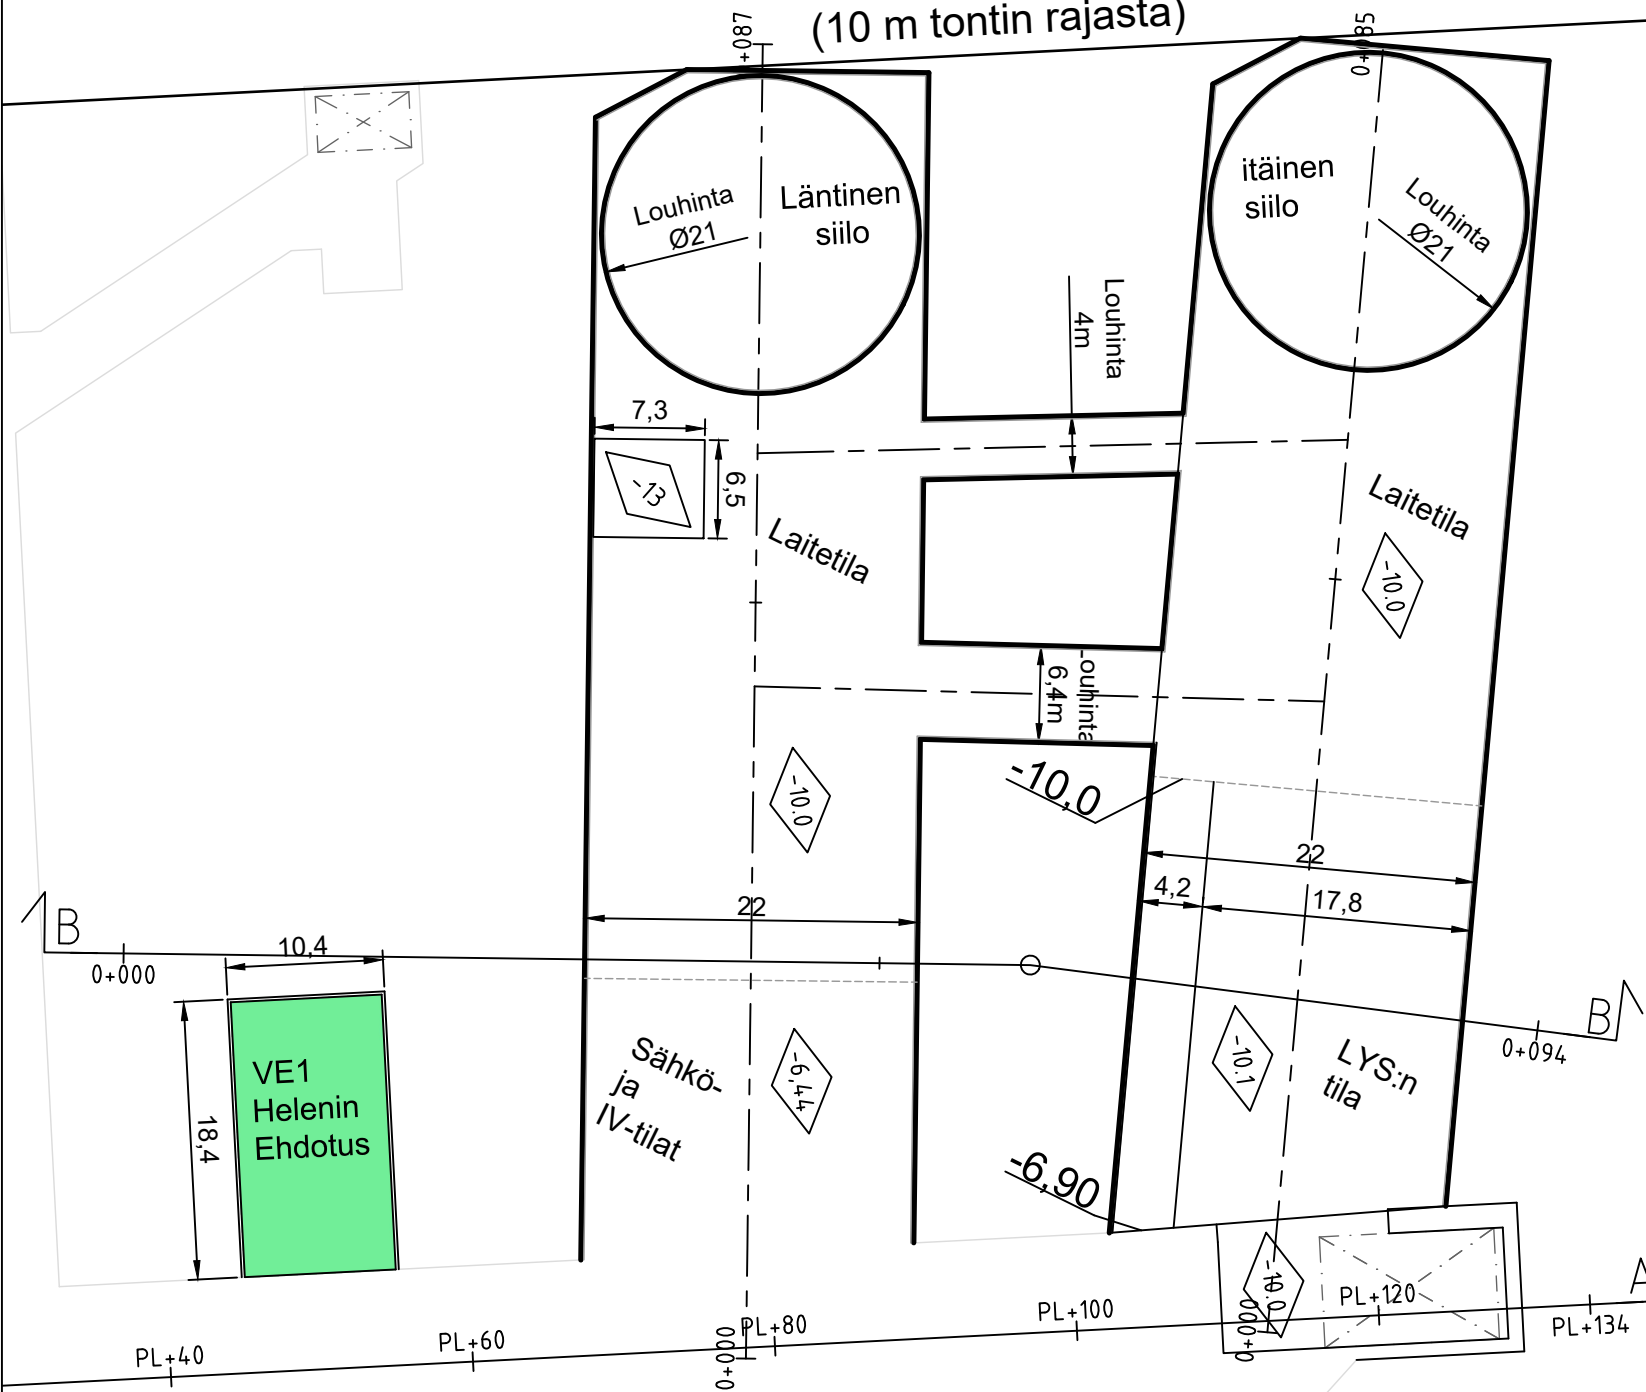 (10 m tontin rajasta)
0+087
0+085
Louhinta
Ø21
Läntinen
siilo
itäinen
siilo
Louhinta
Ø21
Louhinta
4m
7,3
6,5
-13
Laitetila
Laitetila
-10.0
Louhinta
6,4m
-10.0
-10,0
22
4,2
17,8
22
B
0+000
10,4
B
0+094
VE1
Helenin
Ehdotus
18,4
Sähkö-
ja
IV-tilat
-6,44
-10.1
LYS:n
tila
-6,90
-10.0
0+000
0+000
PL+40
PL+60
PL+80
PL+100
PL+120
PL+134
A